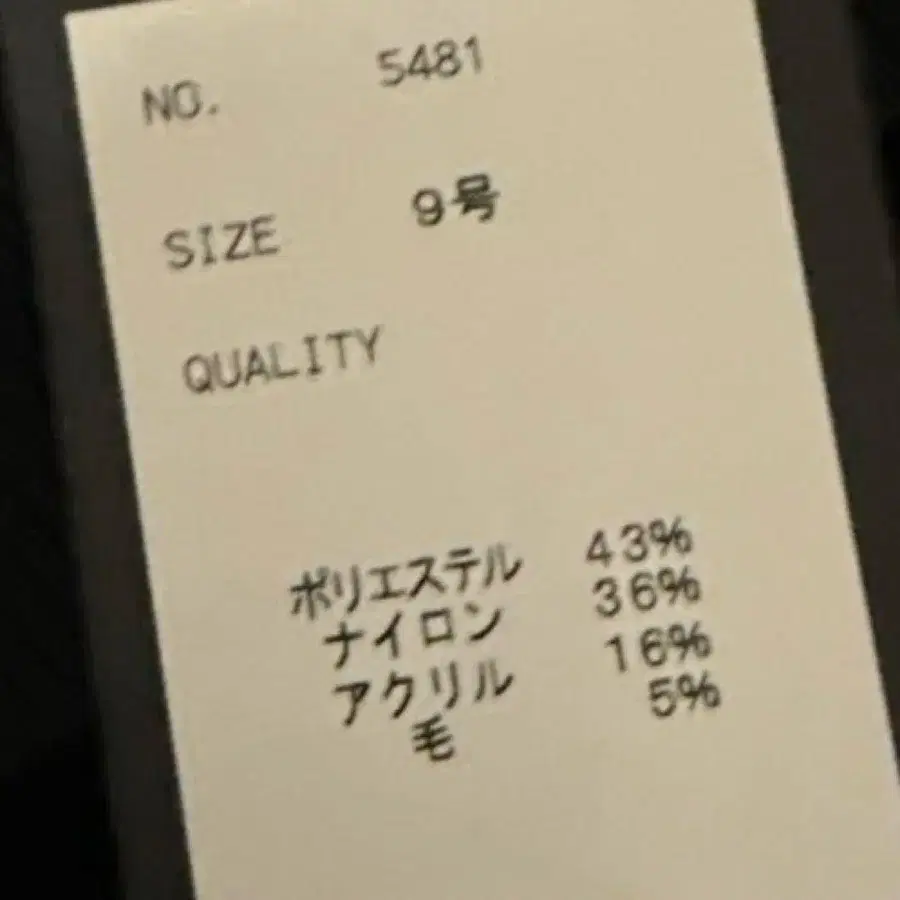 NO. 5481
SIZE 9号
QUALITY
ポリエステル 43%
ナイロン 36%
アクリル 16%
毛 5%